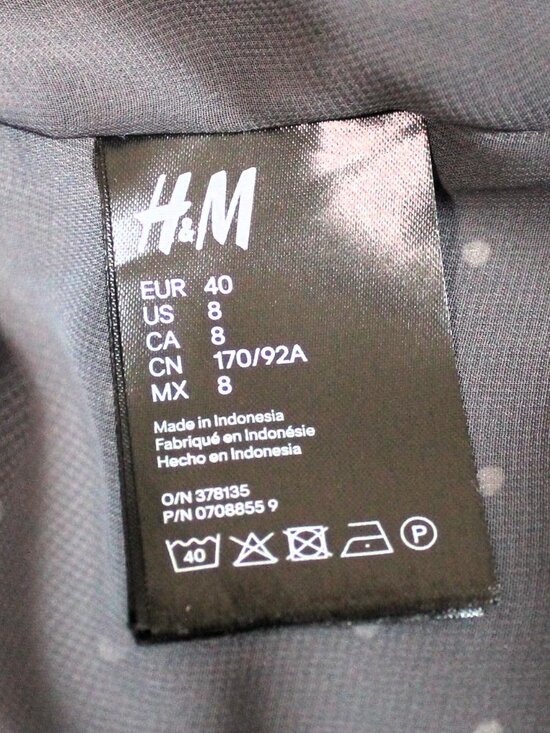 H&M
EUR 40
US 8
CA 8
CN 170/92A
MX 8
Made in Indonesia
Fabriqué en Indonésie
Hecho en Indonesia
O/N 378135
P/N 0708855 9
40 P